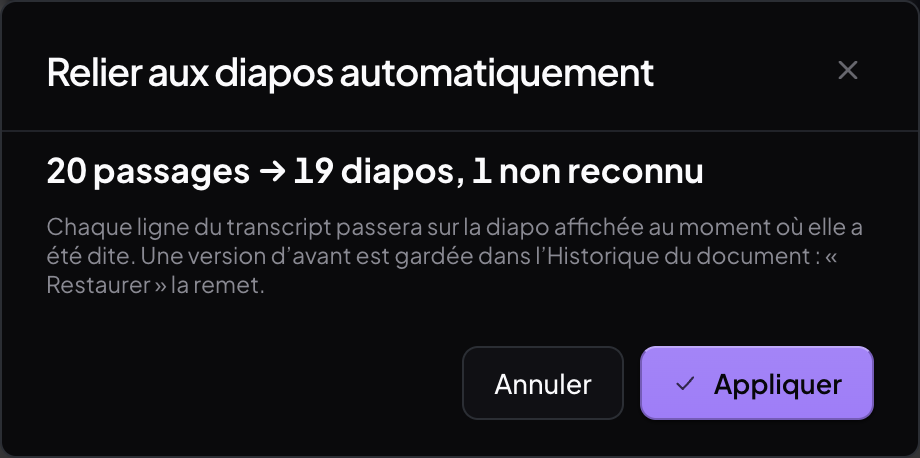 Relier aux diapos automatiquement
20 passages → 19 diapos, 1 non reconnu
Chaque ligne du transcript passera sur la diapo affichée au moment où elle a
été dite. Une version d’avant est gardée dans l’Historique du document : «
Restaurer » la remet.
Annuler
Appliquer